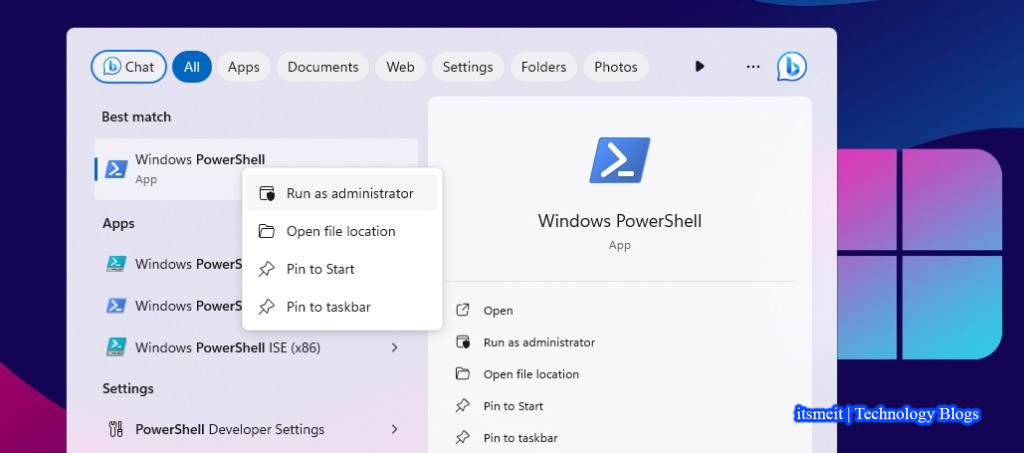 Chat All Apps Documents Web Settings Folders Photos ...
Best match
Windows PowerShell
App
Run as administrator
Open file location
Pin to Start
Pin to taskbar
Apps
Windows PowerS
Windows PowerS
Windows PowerShell ISE (x86)
Settings
PowerShell Developer Settings
Windows PowerShell
App
Open
Run as administrator
Open file location
Pin to Start
Pin to taskbar
itsmeit | Technology Blogs